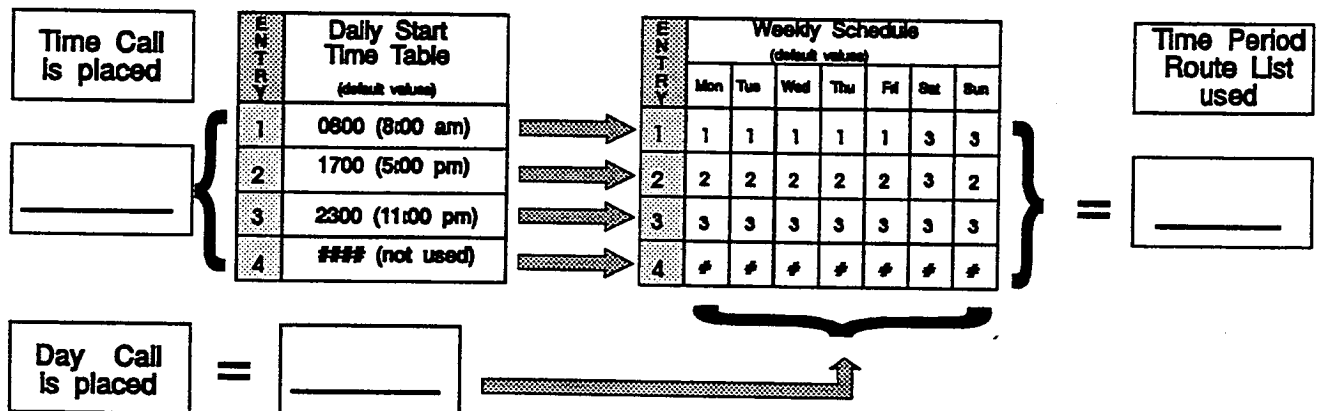 Time Call
is placed
ENTRY
Daily Start
Time Table
(default values)
1 0600 (8:00 am)
2 1700 (5:00 pm)
3 2300 (11:00 pm)
4 #### (not used)
ENTRY
Weekly Schedule
(default values)
Mon Tue Wed Thu Fri Sat Sun
1 1 1 1 1 1 3 3
2 2 2 2 2 2 3 2
3 3 3 3 3 3 3 3
4 # # # # # # #
Time Period
Route List
used
=
Day Call
is placed
=